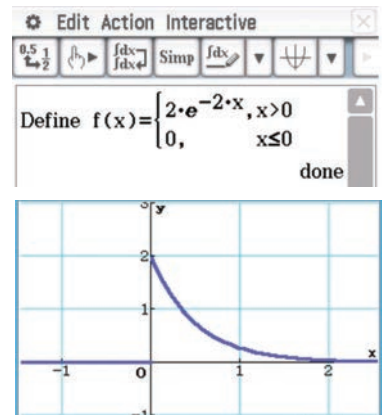 Edit Action Interactive
0.5 1 2 ∫dx ∫dx Simp ∫dx
Define f(x)={2·e^-2·x, x>0
0, x≤0
done
3 y
2
1
x
-1 0 1 2
-1